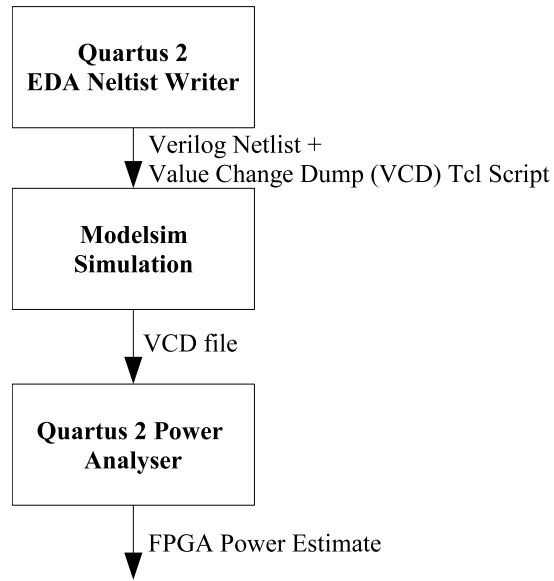 Quartus 2
EDA Neltist Writer
Verilog Netlist +
Value Change Dump (VCD) Tcl Script
Modelsim
Simulation
VCD file
Quartus 2 Power
Analyser
FPGA Power Estimate